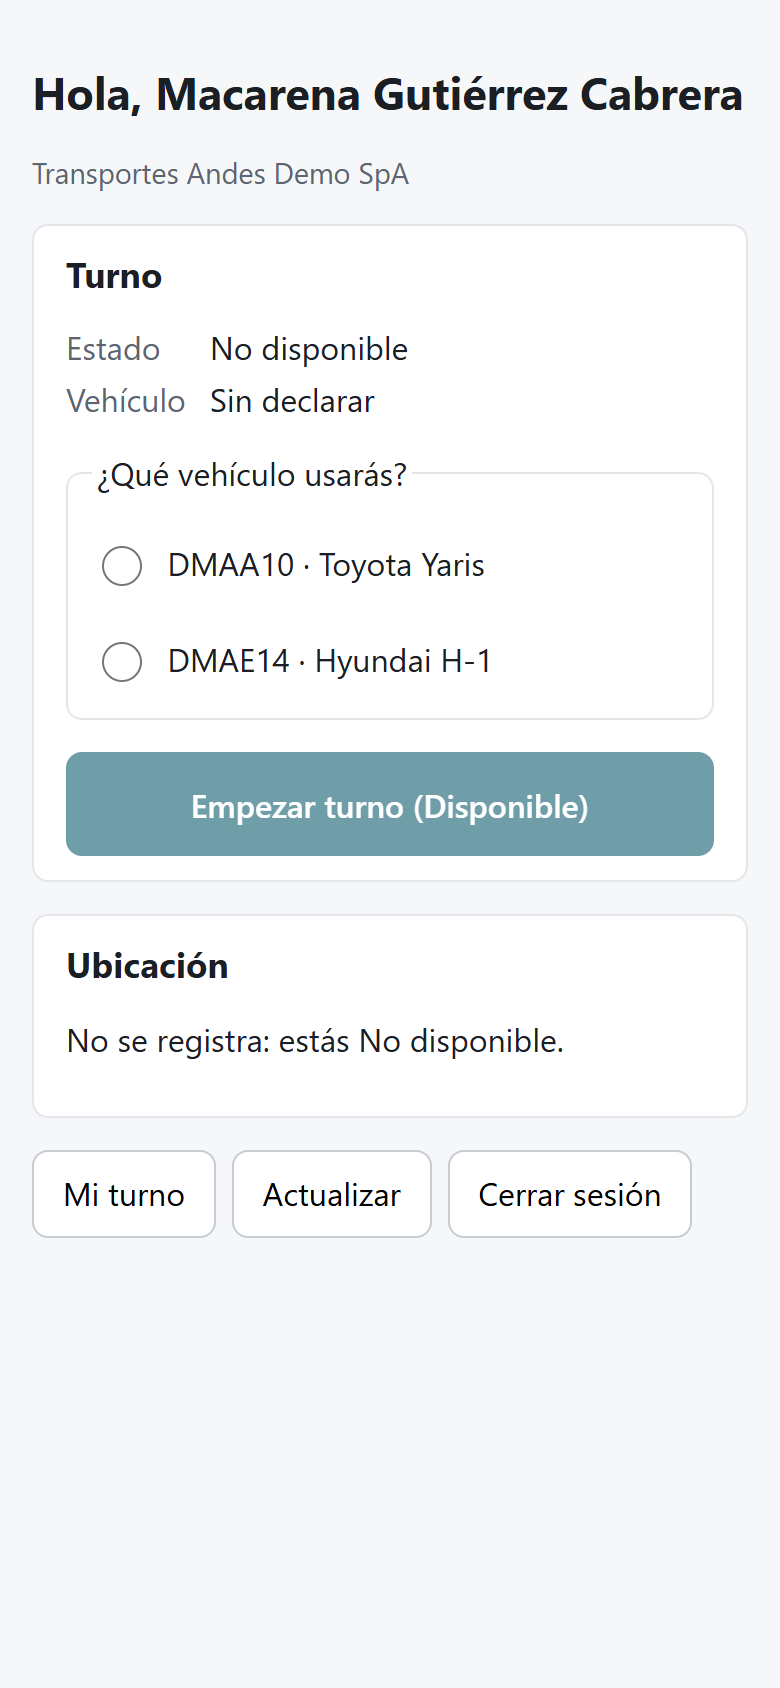 Hola, Macarena Gutiérrez Cabrera
Transportes Andes Demo SpA
Turno
Estado No disponible
Vehículo Sin declarar
¿Qué vehículo usarás?
DMAA10 · Toyota Yaris
DMAE14 · Hyundai H-1
Empezar turno (Disponible)
Ubicación
No se registra: estás No disponible.
Mi turno Actualizar Cerrar sesión